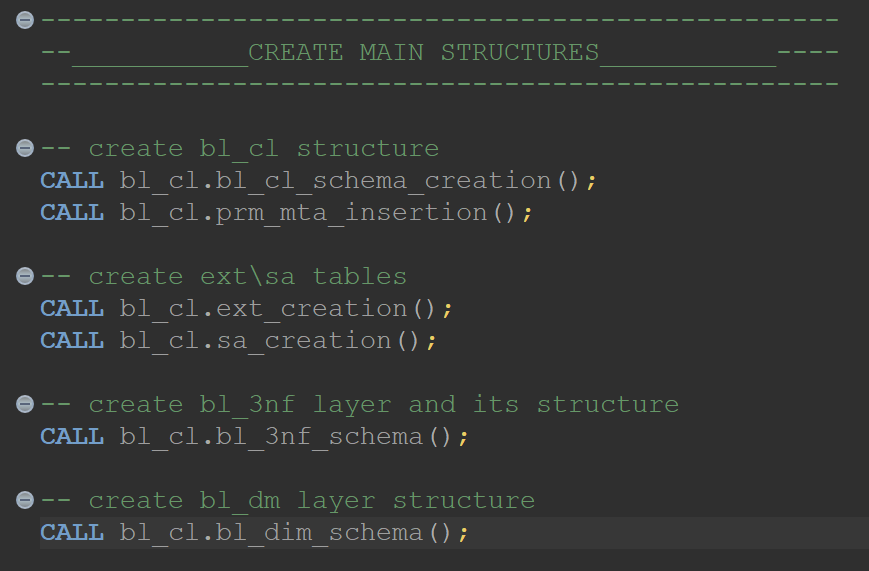 --------------------------------------------------
--___________CREATE MAIN STRUCTURES___________----
--------------------------------------------------
-- create bl_cl structure
CALL bl_cl.bl_cl_schema_creation();
CALL bl_cl.prm_mta_insertion();
-- create ext\sa tables
CALL bl_cl.ext_creation();
CALL bl_cl.sa_creation();
-- create bl_3nf layer and its structure
CALL bl_cl.bl_3nf_schema();
-- create bl_dm layer structure
CALL bl_cl.bl_dim_schema();